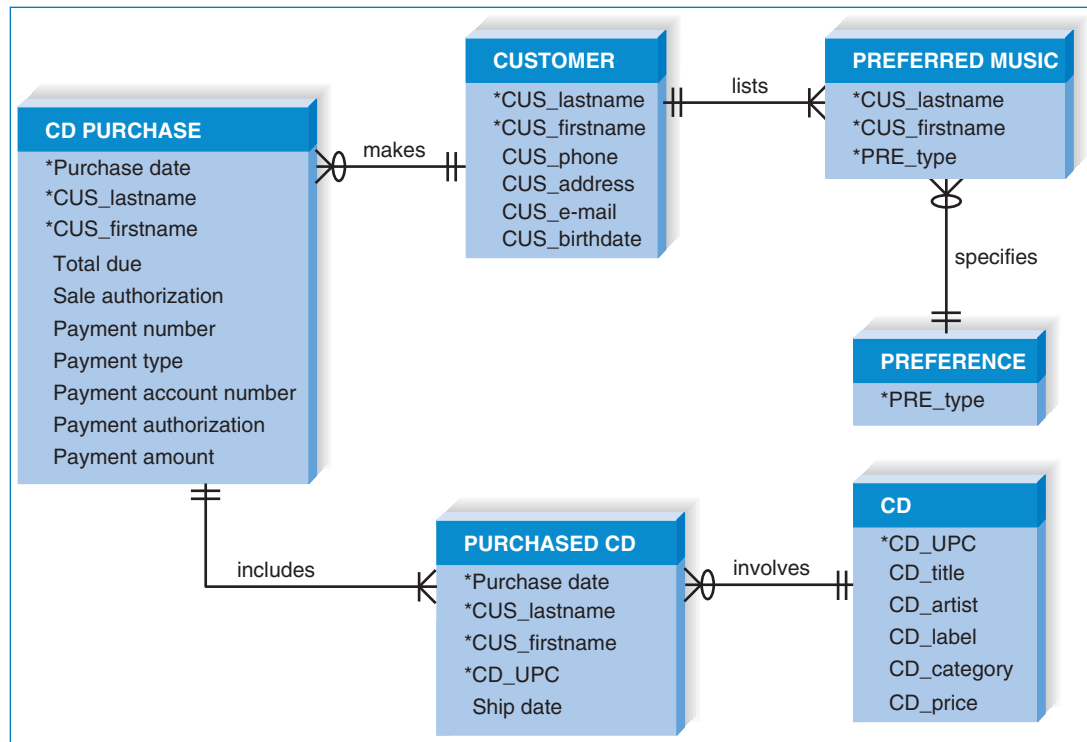 CD PURCHASE
*Purchase date
*CUS_lastname
*CUS_firstname
Total due
Sale authorization
Payment number
Payment type
Payment account number
Payment authorization
Payment amount
makes
CUSTOMER
*CUS_lastname
*CUS_firstname
CUS_phone
CUS_address
CUS_e-mail
CUS_birthdate
lists
PREFERRED MUSIC
*CUS_lastname
*CUS_firstname
*PRE_type
specifies
PREFERENCE
*PRE_type
includes
PURCHASED CD
*Purchase date
*CUS_lastname
*CUS_firstname
*CD_UPC
Ship date
involves
CD
*CD_UPC
CD_title
CD_artist
CD_label
CD_category
CD_price